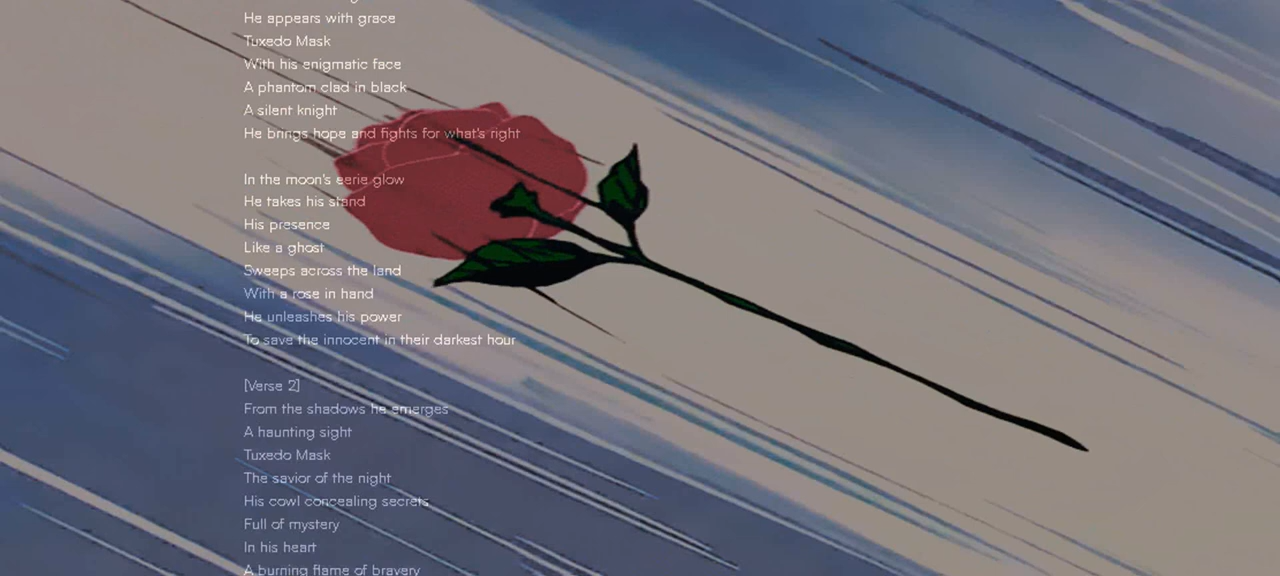 He appears with grace
Tuxedo Mask
With his enigmatic face
A phantom clad in black
A silent knight
He brings hope and fights for what's right
In the moon's eerie glow
He takes his stand
His presence
Like a ghost
Sweeps across the land
With a rose in hand
He unleashes his power
To save the innocent in their darkest hour
[Verse 2]
From the shadows he emerges
A haunting sight
Tuxedo Mask
The savior of the night
His cowl concealing secrets
Full of mystery
In his heart
A burning flame of bravery